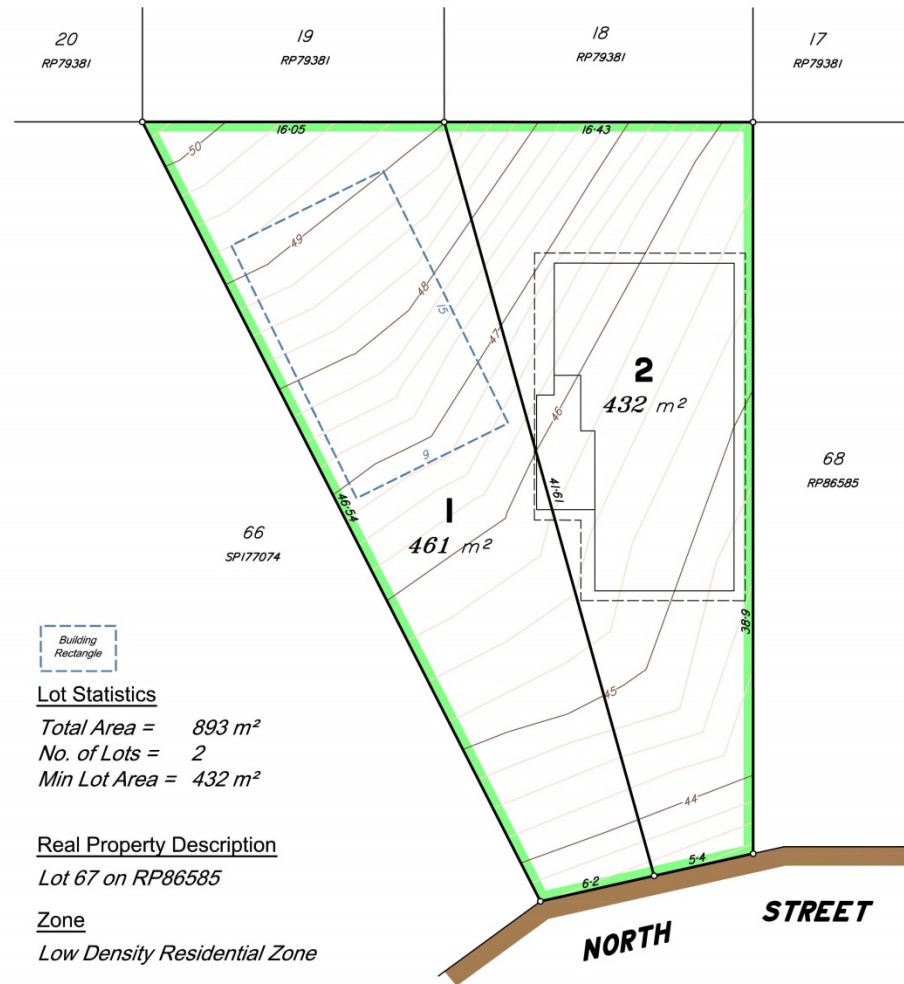 20
RP79381
19
RP79381
18
RP79381
17
RP79381
16·05
16·43
50
49
48
47
46
15
9
2
432 m²
41·61
46·54
1
461 m²
66
SP177074
68
RP86585
38·9
45
44
6·2
5·4
NORTH STREET
Building
Rectangle
Lot Statistics
Total Area = 893 m²
No. of Lots = 2
Min Lot Area = 432 m²
Real Property Description
Lot 67 on RP86585
Zone
Low Density Residential Zone